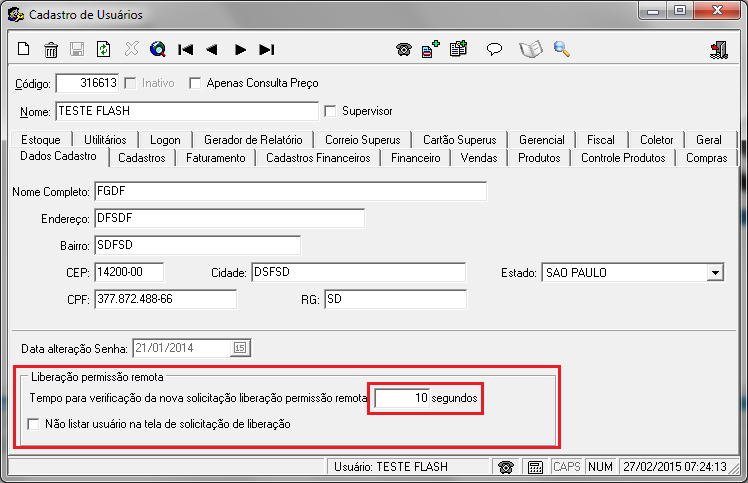 Cadastro de Usuários
Código: 316613 Inativo Apenas Consulta Preço
Nome: TESTE FLASH Supervisor
Estoque Utilitários Logon Gerador de Relatório Correio Superus Cartão Superus Gerencial Fiscal Coletor Geral
Dados Cadastro Cadastros Faturamento Cadastros Financeiros Financeiro Vendas Produtos Controle Produtos Compras
Nome Completo: FGDF
Endereço: DFSDF
Bairro: SDFSD
CEP: 14200-00 Cidade: DSFSD Estado: SAO PAULO
CPF: 377.872.488-66 RG: SD
Data alteração Senha: 21/01/2014 15
Liberação permissão remota
Tempo para verificação da nova solicitação liberação permissão remota 10 segundos
Não listar usuário na tela de solicitação de liberação
Usuário: TESTE FLASH CAPS NUM 27/02/2015 07:24:13